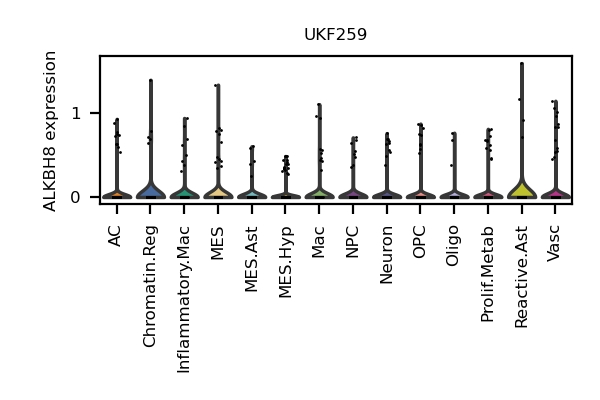 UKF259
ALKBH8 expression
1
0
AC
Chromatin.Reg
Inflammatory.Mac
MES
MES.Ast
MES.Hyp
Mac
NPC
Neuron
OPC
Oligo
Prolif.Metab
Reactive.Ast
Vasc